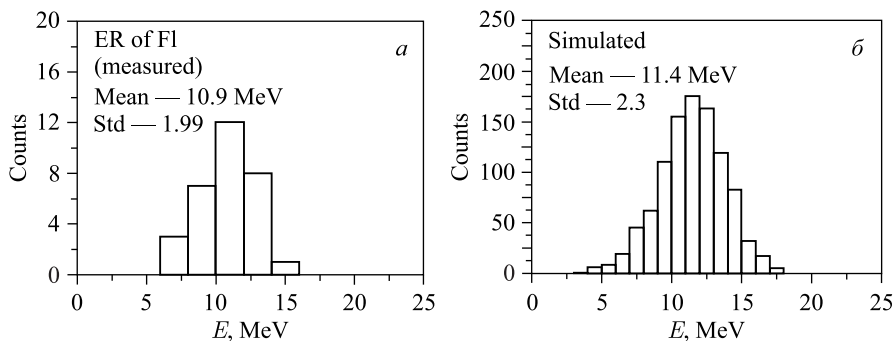 20
16
12
8
4
0
Counts
ER of Fl
(measured)
Mean — 10.9 MeV
Std — 1.99
а
0 5 10 15 20 25
E, MeV
250
200
150
100
50
0
Counts
Simulated
Mean — 11.4 MeV
Std — 2.3
б
0 5 10 15 20 25
E, MeV